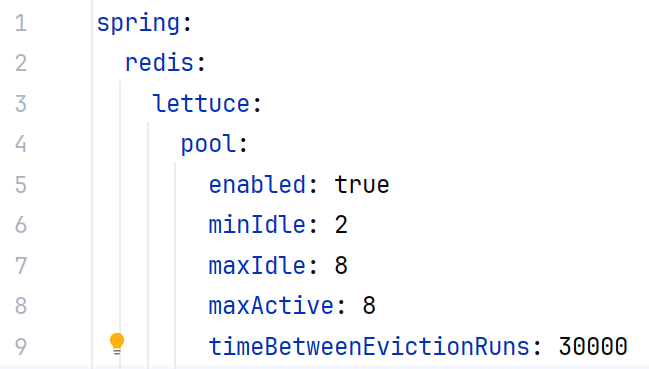 1 spring:
2   redis:
3     lettuce:
4       pool:
5         enabled: true
6         minIdle: 2
7         maxIdle: 8
8         maxActive: 8
9         timeBetweenEvictionRuns: 30000